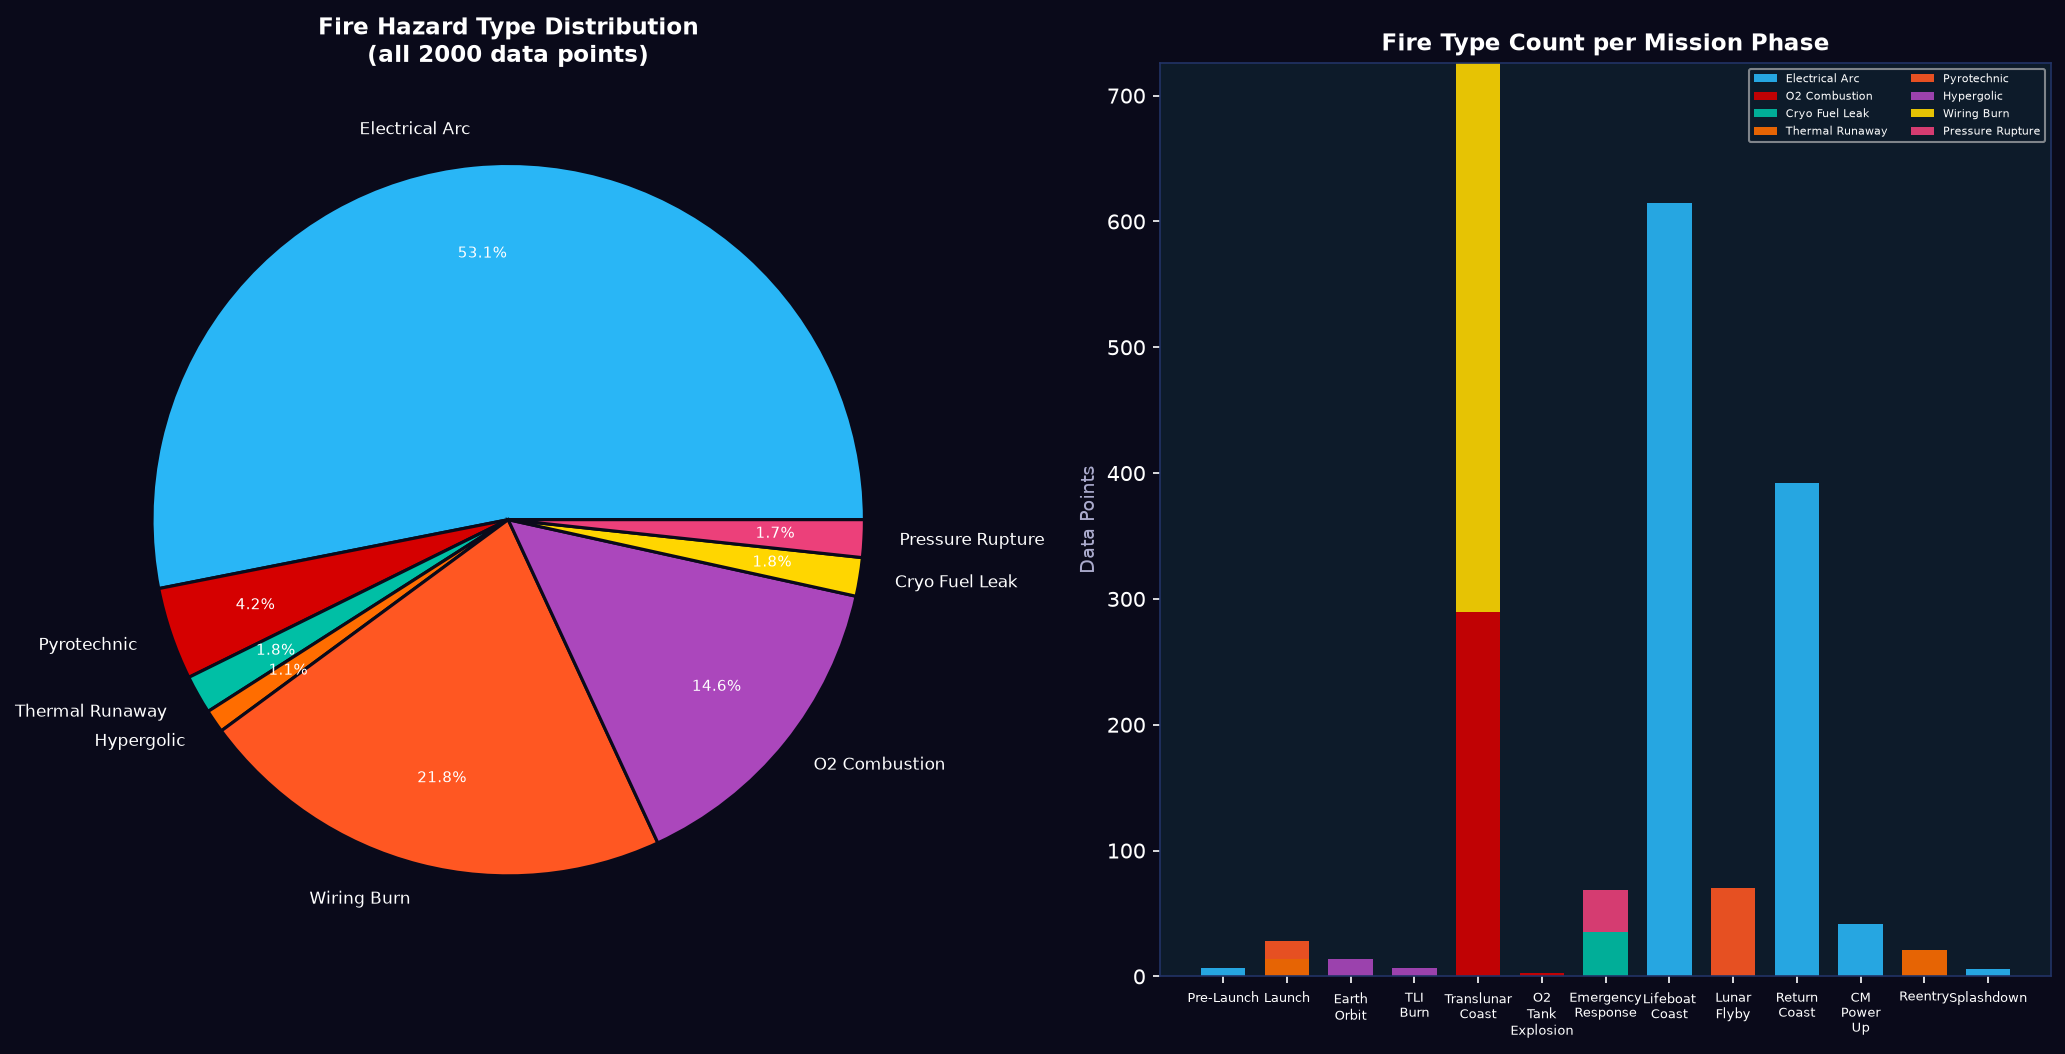 Fire Hazard Type Distribution
(all 2000 data points)
Electrical Arc
53.1%
4.2%
Pyrotechnic
1.8%
1.1%
Thermal Runaway
Hypergolic
21.8%
Wiring Burn
14.6%
O2 Combustion
1.8%
Cryo Fuel Leak
1.7%
Pressure Rupture
Fire Type Count per Mission Phase
Electrical Arc
O2 Combustion
Cryo Fuel Leak
Thermal Runaway
Pyrotechnic
Hypergolic
Wiring Burn
Pressure Rupture
Data Points
700
600
500
400
300
200
100
0
Pre-Launch
Launch
Earth
Orbit
TLI
Burn
Translunar
Coast
O2
Tank
Explosion
Emergency
Response
Lifeboat
Coast
Lunar
Flyby
Return
Coast
CM
Power
Up
Reentry
Splashdown